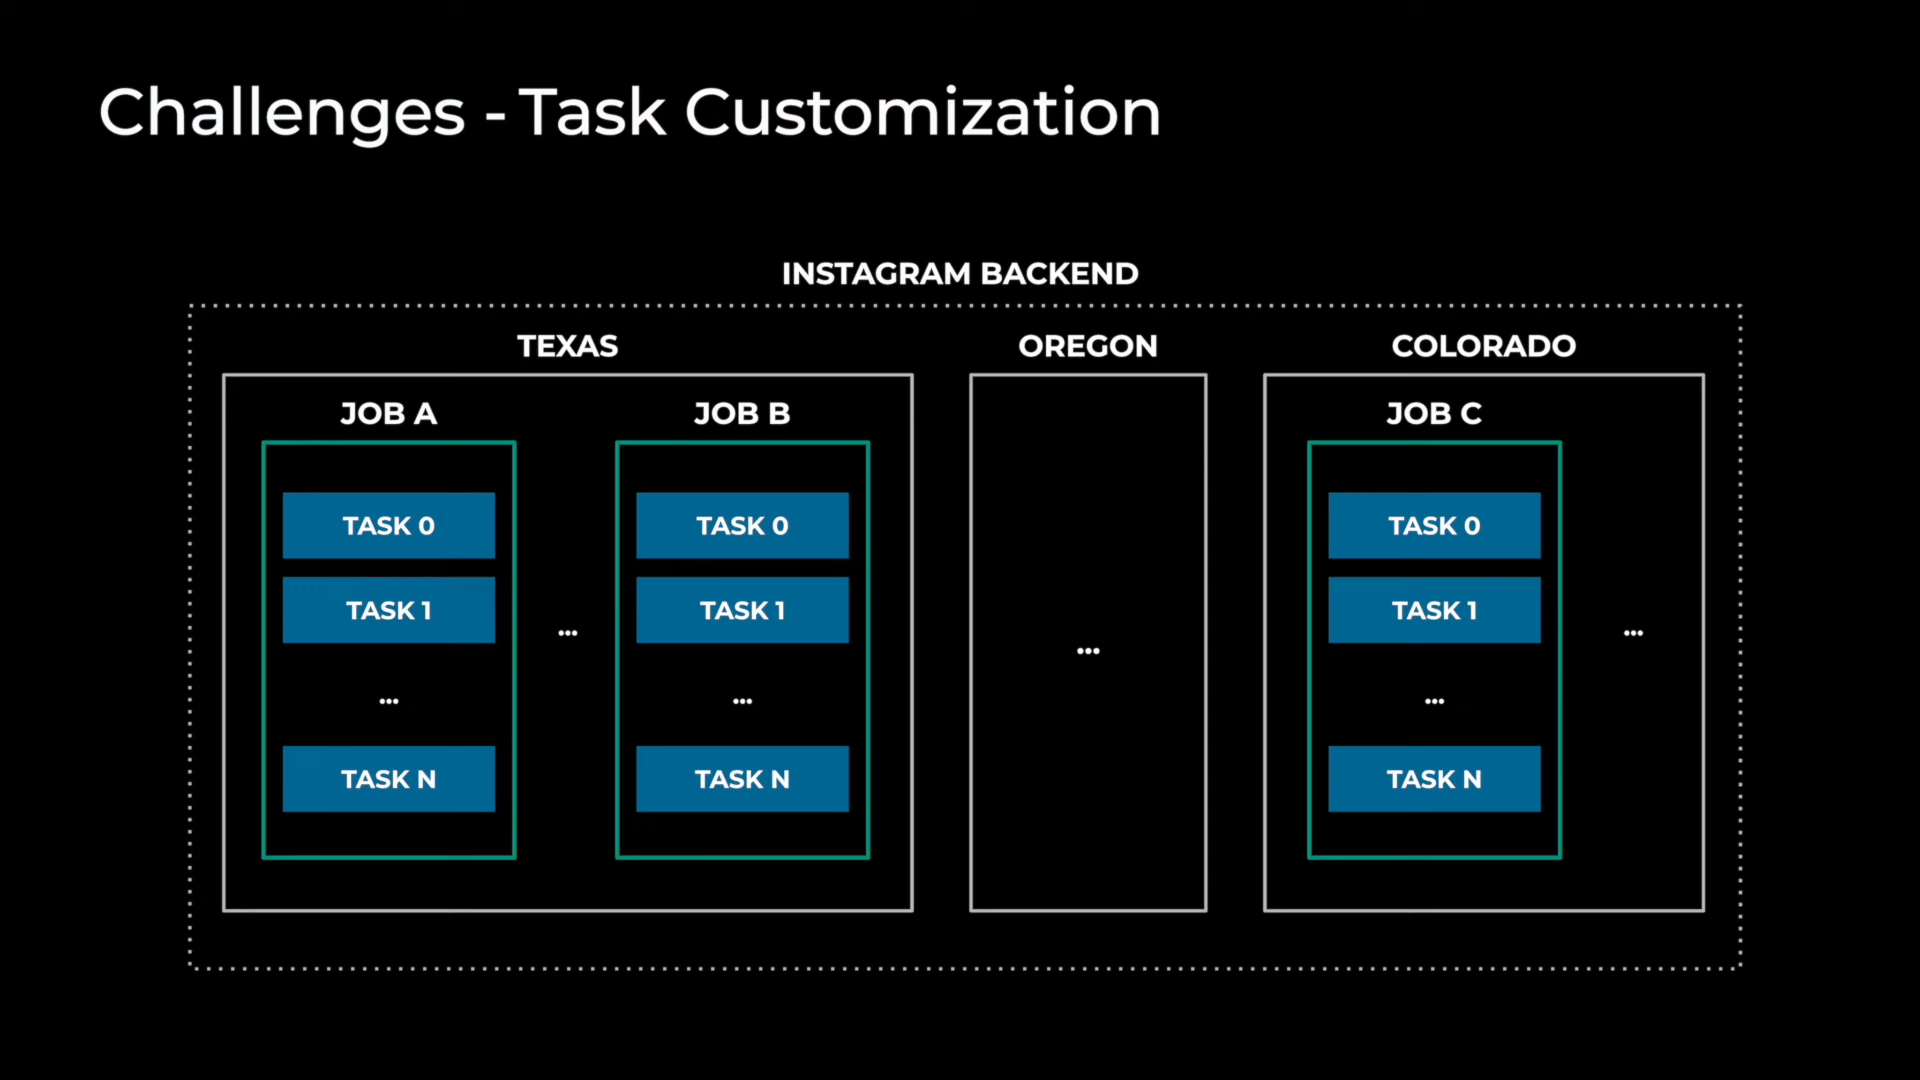 Challenges - Task Customization
INSTAGRAM BACKEND
TEXAS
JOB A
TASK 0
TASK 1
...
TASK N
...
JOB B
TASK 0
TASK 1
...
TASK N
OREGON
...
COLORADO
JOB C
TASK 0
TASK 1
...
TASK N
...